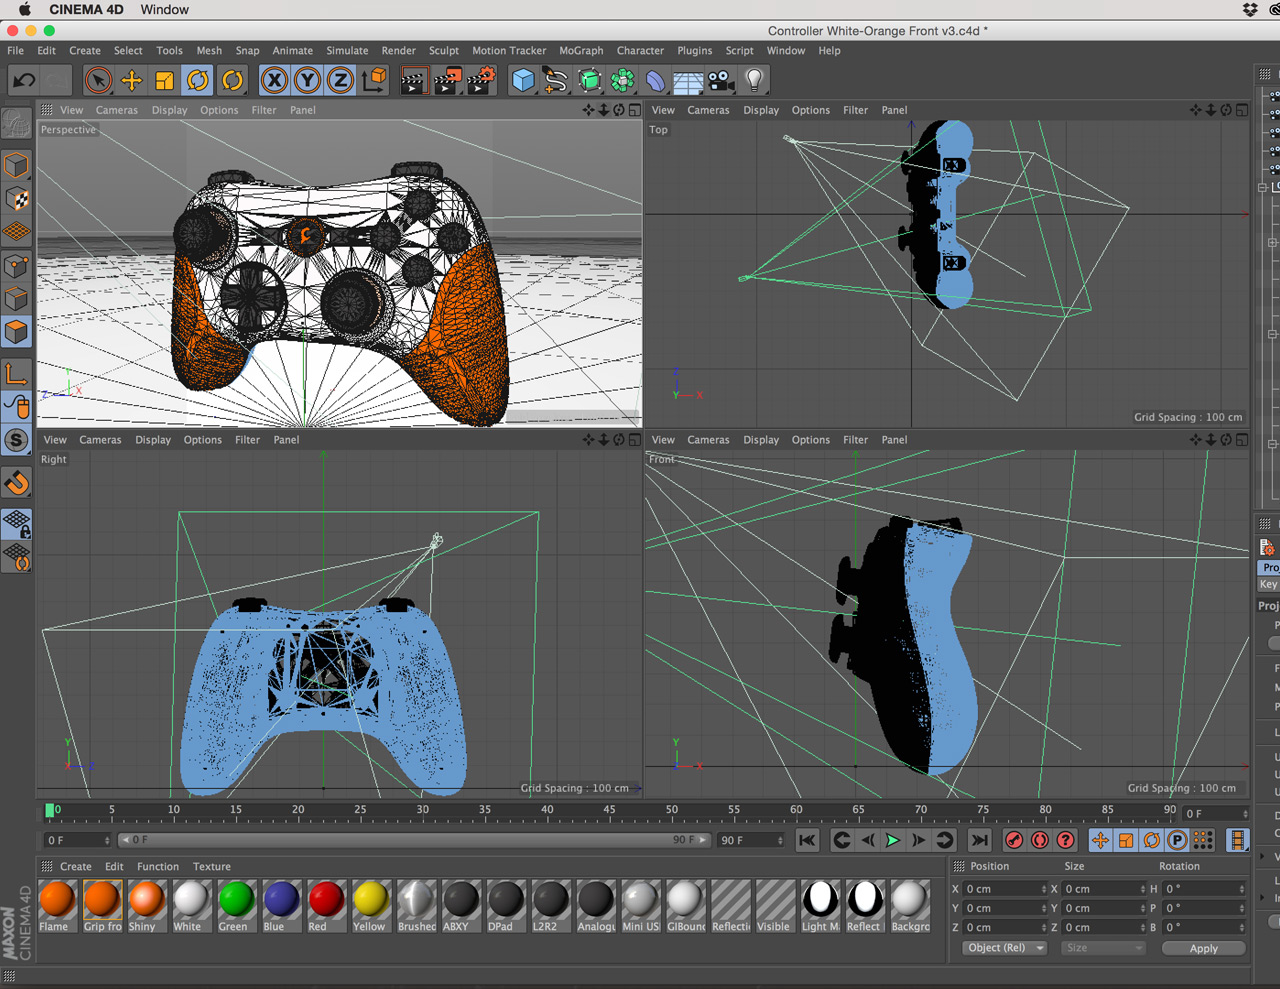 CINEMA 4D Window
Controller White-Orange Front v3.c4d *
File Edit Create Select Tools Mesh Snap Animate Simulate Render Sculpt Motion Tracker MoGraph Character Plugins Script Window Help
X Y Z
View Cameras Display Options Filter Panel
View Cameras Display Options Filter Panel
Perspective
Top
Z
Y X
Y
Z X
Grid Spacing : 100 cm
View Cameras Display Options Filter Panel
View Cameras Display Options Filter Panel
Right
Front
S
Proj
Key
Proj
Y
X Z
Y
Z X
Grid Spacing : 100 cm
Grid Spacing : 100 cm
0 5 10 15 20 25 30 35 40 45 50 55 60 65 70 75 80 85 90 0 F
0 F 0 F 90 F 90 F P
Create Edit Function Texture
Position Size Rotation
X 0 cm X 0 cm H 0 °
Y 0 cm Y 0 cm P 0 °
Z 0 cm Z 0 cm B 0 °
Object (Rel) Size Apply
Flame Grip fro Shiny White Green Blue Red Yellow Brushed ABXY DPad L2R2 Analogu Mini US GIBounc Reflectic Visible Light Ma Reflect Backgro
MAXON
CINEMA 4D